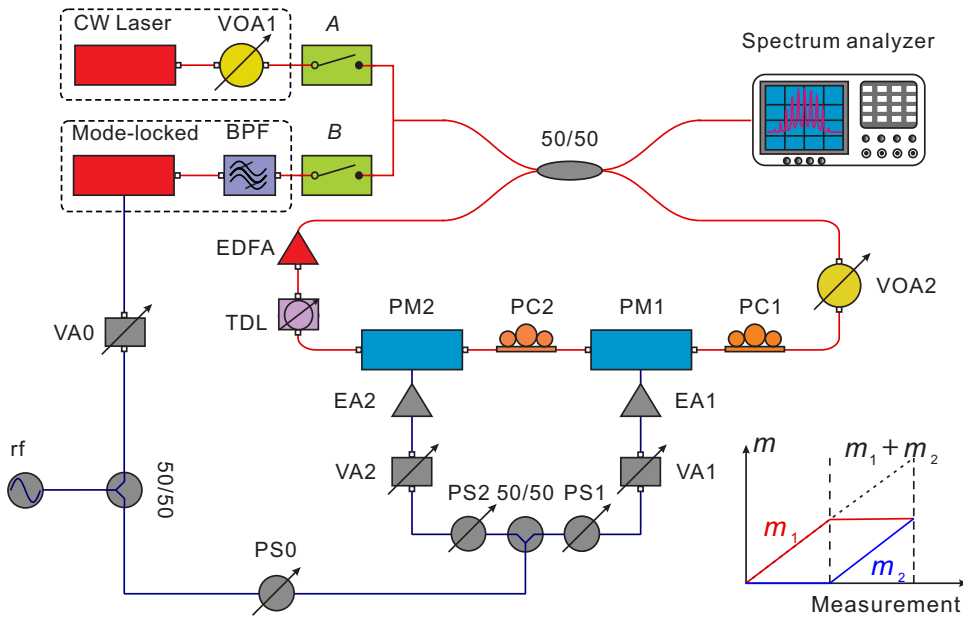 CW Laser
VOA1
A
Spectrum analyzer
Mode-locked
BPF
B
50/50
EDFA
VOA2
TDL
PM2
PC2
PM1
PC1
VA0
EA2
EA1
rf
50/50
VA2
VA1
PS2
50/50
PS1
PS0
m
m1 + m2
m1
m2
Measurement